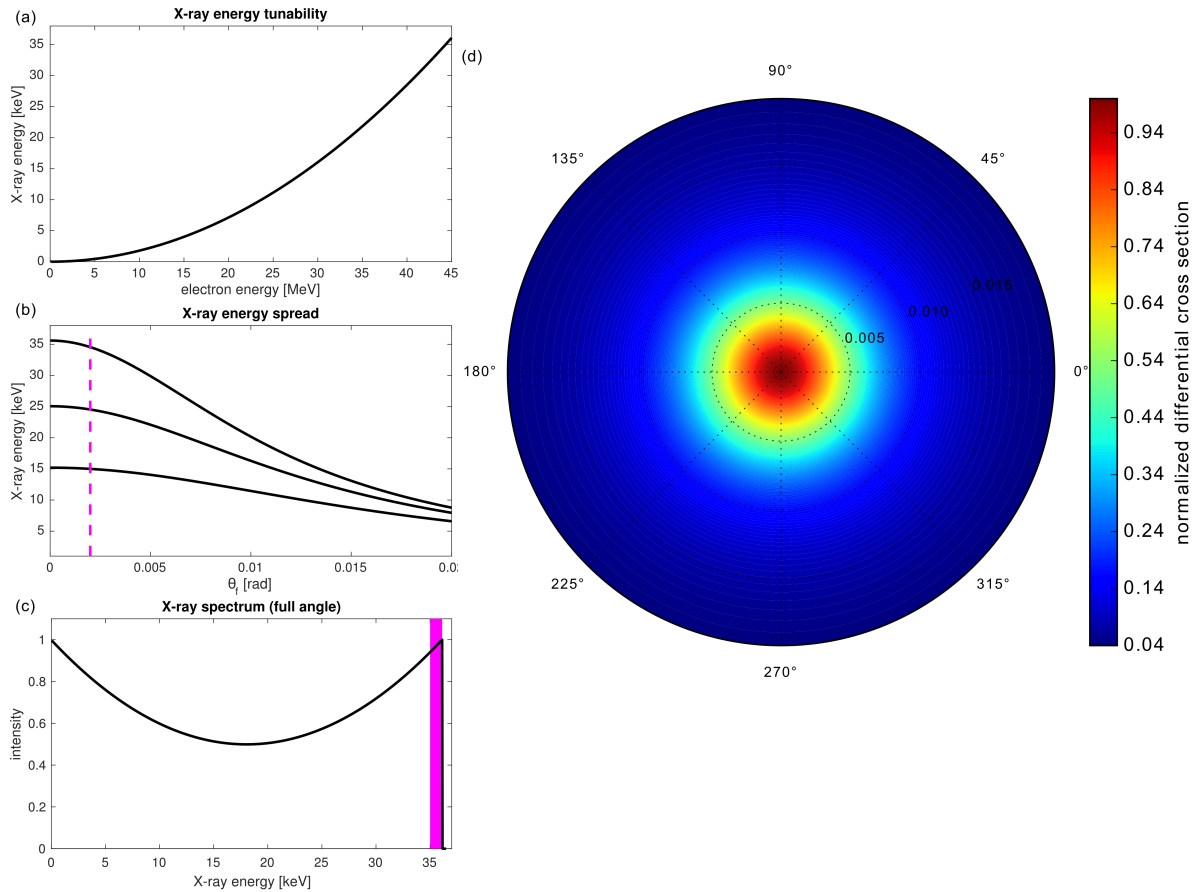 (a)
X-ray energy tunability
X-ray energy [keV]
35
30
25
20
15
10
5
0
0 5 10 15 20 25 30 35 40 45
electron energy [MeV]
(b)
X-ray energy spread
X-ray energy [keV]
35
30
25
20
15
10
5
0 0.005 0.01 0.015 0.0
θf [rad]
(c)
X-ray spectrum (full angle)
intensity
1
0.8
0.6
0.4
0.2
0
0 5 10 15 20 25 30 35
X-ray energy [keV]
(d)
90°
135°
45°
180°
0°
225°
315°
270°
0.005
0.010
0.015
0.94
0.84
0.74
0.64
0.54
0.44
0.34
0.24
0.14
0.04
normalized differential cross section